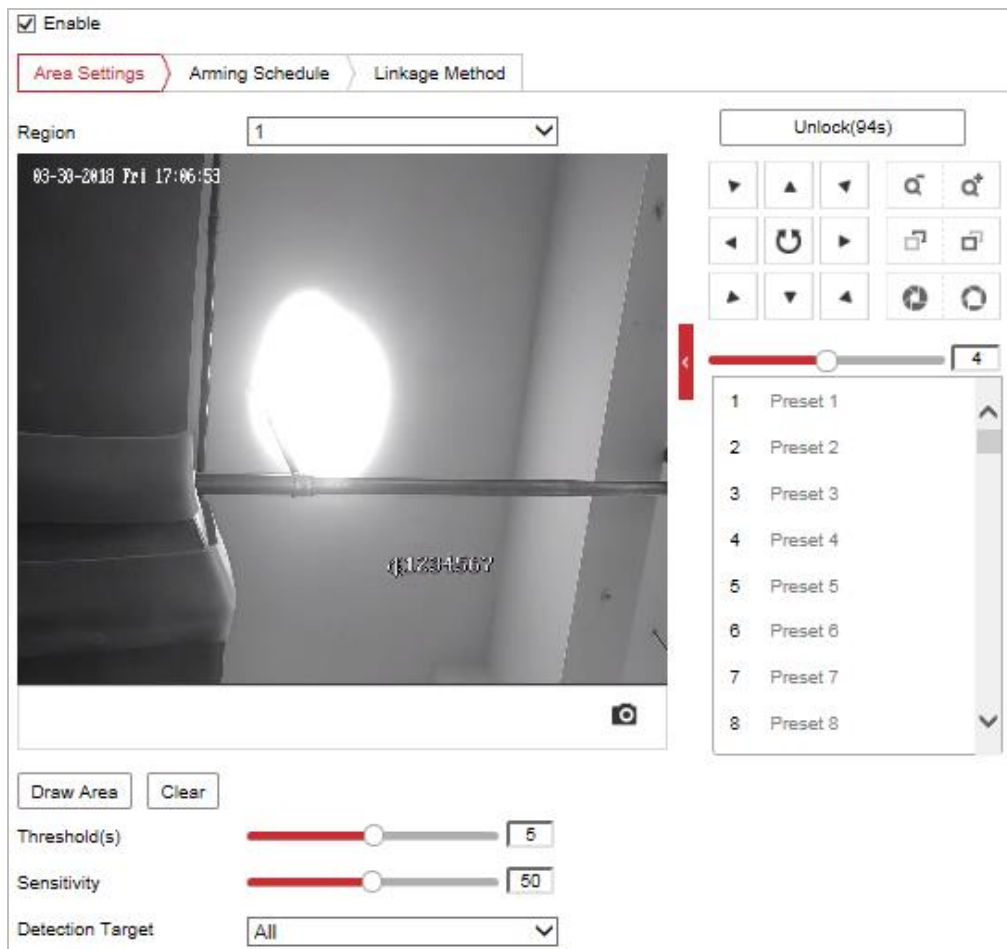 Enable
Area Settings
Arming Schedule
Linkage Method
Region
1
Unlock(94s)
03-30-2018 Fri 17:06:53
4
1 Preset 1
2 Preset 2
3 Preset 3
4 Preset 4
5 Preset 5
6 Preset 6
7 Preset 7
8 Preset 8
Draw Area
Clear
Threshold(s)
5
Sensitivity
50
Detection Target
All